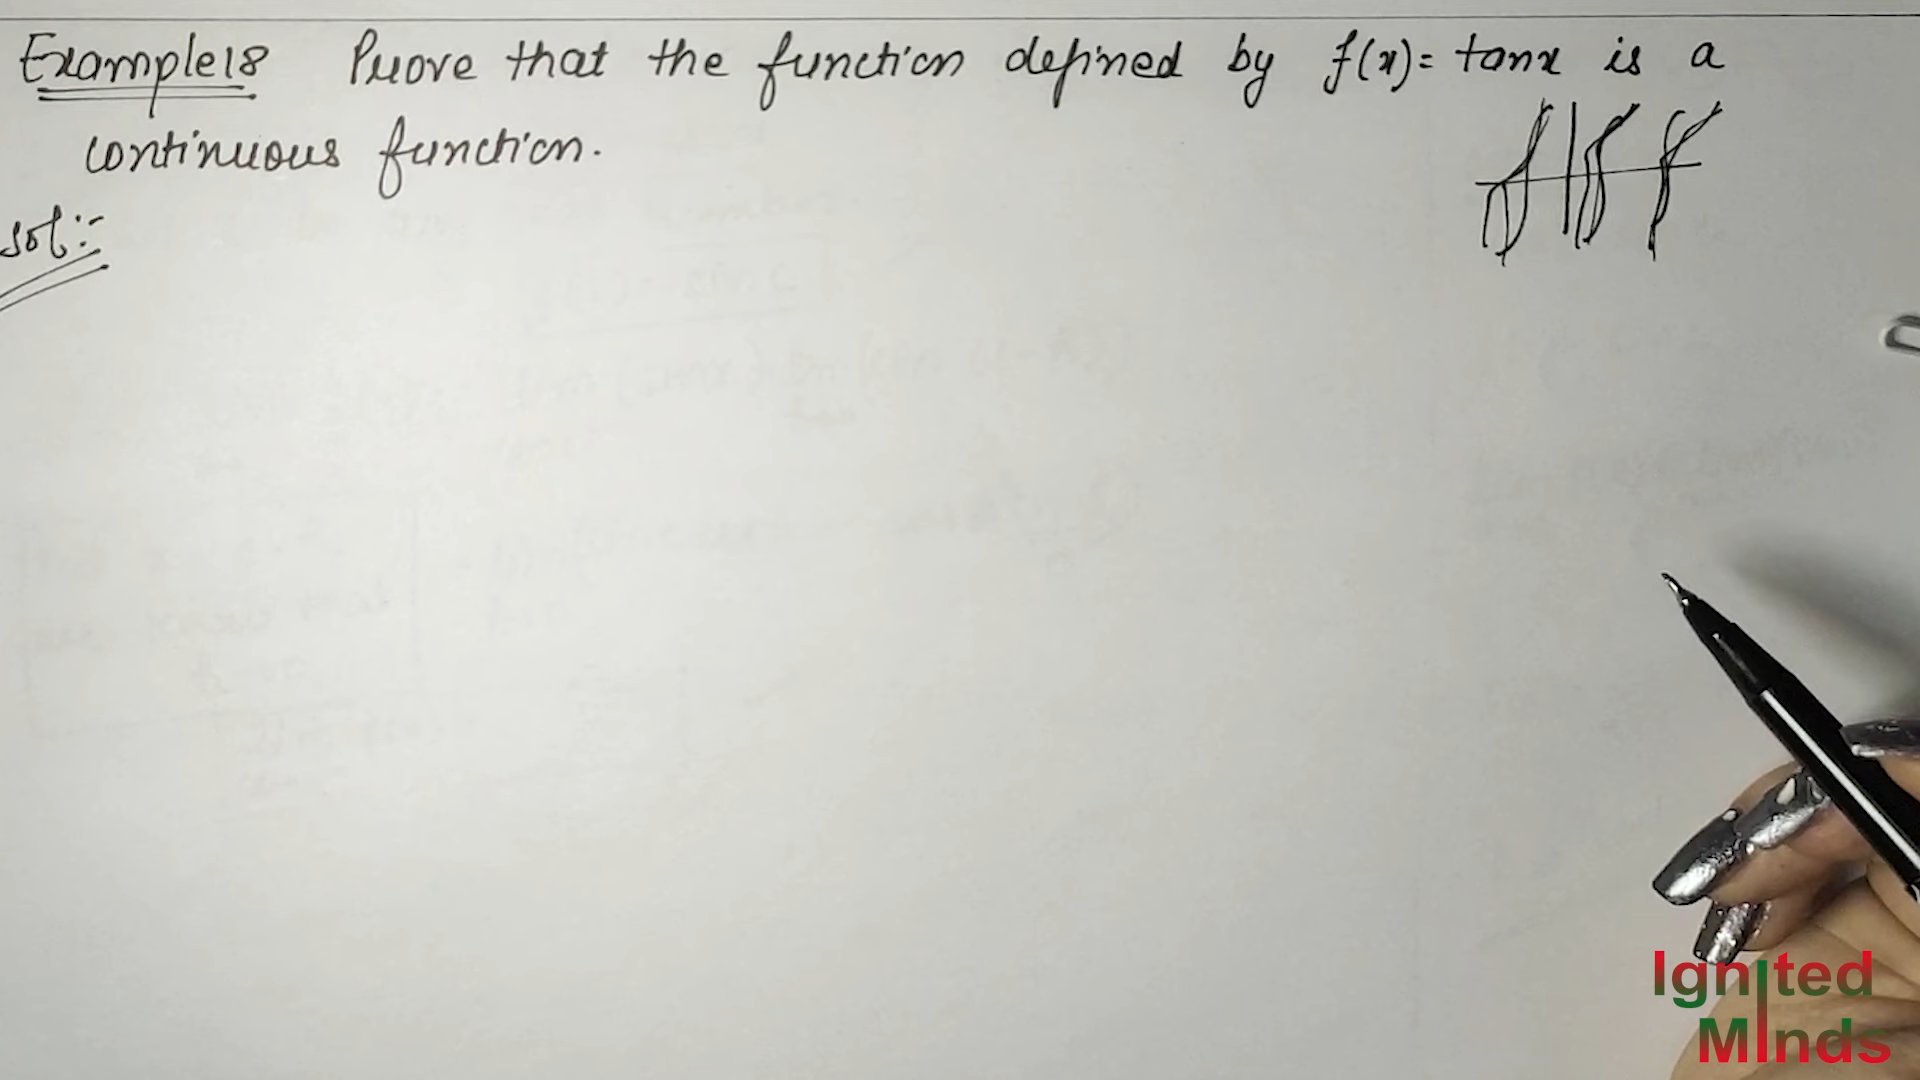 Example18 Prove that the function defined by f(x)= tanx is a
continuous function.
sol:-
Ignited
Minds